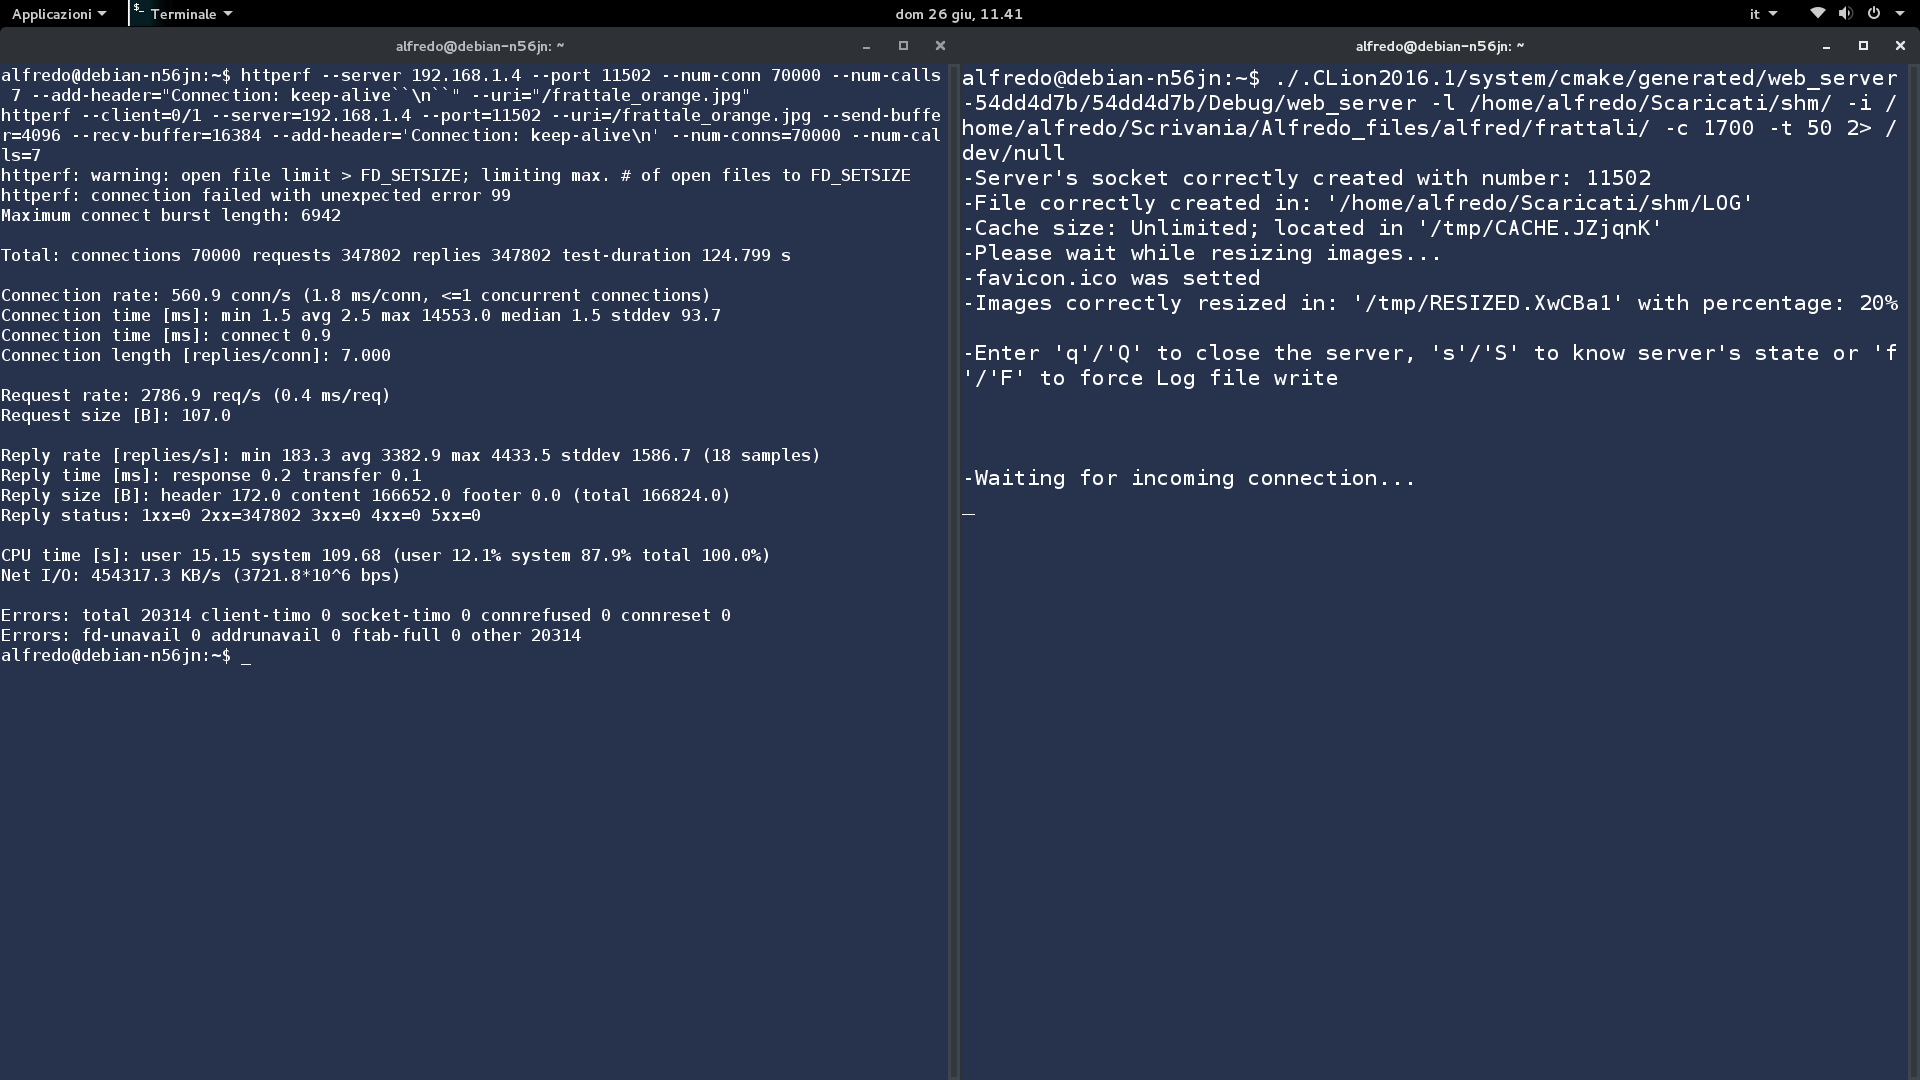 Applicazioni
Terminale
dom 26 giu, 11.41
it
alfredo@debian-n56jn: ~
alfredo@debian-n56jn:~$ httperf --server 192.168.1.4 --port 11502 --num-conn 70000 --num-calls
7 --add-header="Connection: keep-alive``\n``" --uri="/frattale_orange.jpg"
httperf --client=0/1 --server=192.168.1.4 --port=11502 --uri=/frattale_orange.jpg --send-buffe
r=4096 --recv-buffer=16384 --add-header='Connection: keep-alive\n' --num-conns=70000 --num-cal
ls=7
httperf: warning: open file limit > FD_SETSIZE; limiting max. # of open files to FD_SETSIZE
httperf: connection failed with unexpected error 99
Maximum connect burst length: 6942
Total: connections 70000 requests 347802 replies 347802 test-duration 124.799 s
Connection rate: 560.9 conn/s (1.8 ms/conn, <=1 concurrent connections)
Connection time [ms]: min 1.5 avg 2.5 max 14553.0 median 1.5 stddev 93.7
Connection time [ms]: connect 0.9
Connection length [replies/conn]: 7.000
Request rate: 2786.9 req/s (0.4 ms/req)
Request size [B]: 107.0
Reply rate [replies/s]: min 183.3 avg 3382.9 max 4433.5 stddev 1586.7 (18 samples)
Reply time [ms]: response 0.2 transfer 0.1
Reply size [B]: header 172.0 content 166652.0 footer 0.0 (total 166824.0)
Reply status: 1xx=0 2xx=347802 3xx=0 4xx=0 5xx=0
CPU time [s]: user 15.15 system 109.68 (user 12.1% system 87.9% total 100.0%)
Net I/O: 454317.3 KB/s (3721.8*10^6 bps)
Errors: total 20314 client-timo 0 socket-timo 0 connrefused 0 connreset 0
Errors: fd-unavail 0 addrunavail 0 ftab-full 0 other 20314
alfredo@debian-n56jn:~$ _
alfredo@debian-n56jn: ~
alfredo@debian-n56jn:~$ ./.CLion2016.1/system/cmake/generated/web_server
-54dd4d7b/54dd4d7b/Debug/web_server -l /home/alfredo/Scaricati/shm/ -i /
home/alfredo/Scrivania/Alfredo_files/alfred/frattali/ -c 1700 -t 50 2> /
dev/null
-Server's socket correctly created with number: 11502
-File correctly created in: '/home/alfredo/Scaricati/shm/LOG'
-Cache size: Unlimited; located in '/tmp/CACHE.JZjqnK'
-Please wait while resizing images...
-favicon.ico was setted
-Images correctly resized in: '/tmp/RESIZED.XwCBa1' with percentage: 20%
-Enter 'q'/'Q' to close the server, 's'/'S' to know server's state or 'f
'/'F' to force Log file write
-Waiting for incoming connection...
_